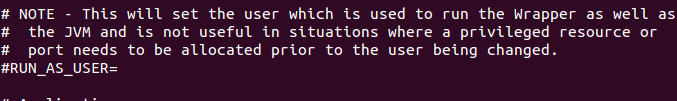 # NOTE - This will set the user which is used to run the Wrapper as well as
#  the JVM and is not useful in situations where a privileged resource or
#  port needs to be allocated prior to the user being changed.
#RUN_AS_USER=